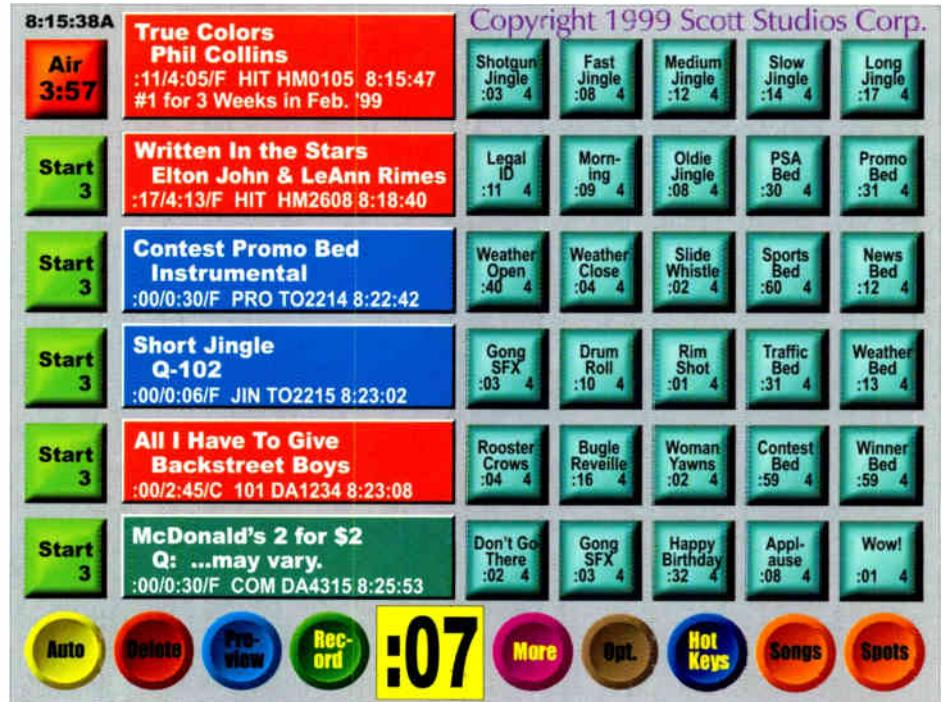 8:15:38A
Copyright 1999 Scott Studios Corp.
Air
3:57
True Colors
Phil Collins
:11/4:05/F HIT HM0105 8:15:47
#1 for 3 Weeks in Feb. '99
Shotgun
Jingle
:03 4
Fast
Jingle
:08 4
Medium
Jingle
:12 4
Slow
Jingle
:14 4
Long
Jingle
:17 4
Start
3
Written In the Stars
Elton John & LeAnn Rimes
:17/4:13/F HIT HM2608 8:18:40
Legal
ID
:11 4
Morn-
ing
:09 4
Oldie
Jingle
:08 4
PSA
Bed
:30 4
Promo
Bed
:31 4
Start
3
Contest Promo Bed
Instrumental
:00/0:30/F PRO TO2214 8:22:42
Weather
Open
:40 4
Weather
Close
:04 4
Slide
Whistle
:02 4
Sports
Bed
:60 4
News
Bed
:12 4
Start
3
Short Jingle
Q-102
:00/0:06/F JIN TO2215 8:23:02
Gong
SFX
:03 4
Drum
Roll
:10 4
Rim
Shot
:01 4
Traffic
Bed
:31 4
Weather
Bed
:13 4
Start
3
All I Have To Give
Backstreet Boys
:00/2:45/C 101 DA1234 8:23:08
Rooster
Crows
:04 4
Bugle
Reveille
:16 4
Woman
Yawns
:02 4
Contest
Bed
:59 4
Winner
Bed
:59 4
Start
3
McDonald's 2 for $2
Q: ...may vary.
:00/0:30/F COM DA4315 8:25:53
Don't Go
There
:02 4
Gong
SFX
:03 4
Happy
Birthday
:32 4
Appl-
ause
:08 4
Wow!
:01 4
Auto
Delete
Pre-
view
Rec-
ord
:07
More
Opt.
Hot
Keys
Songs
Spots